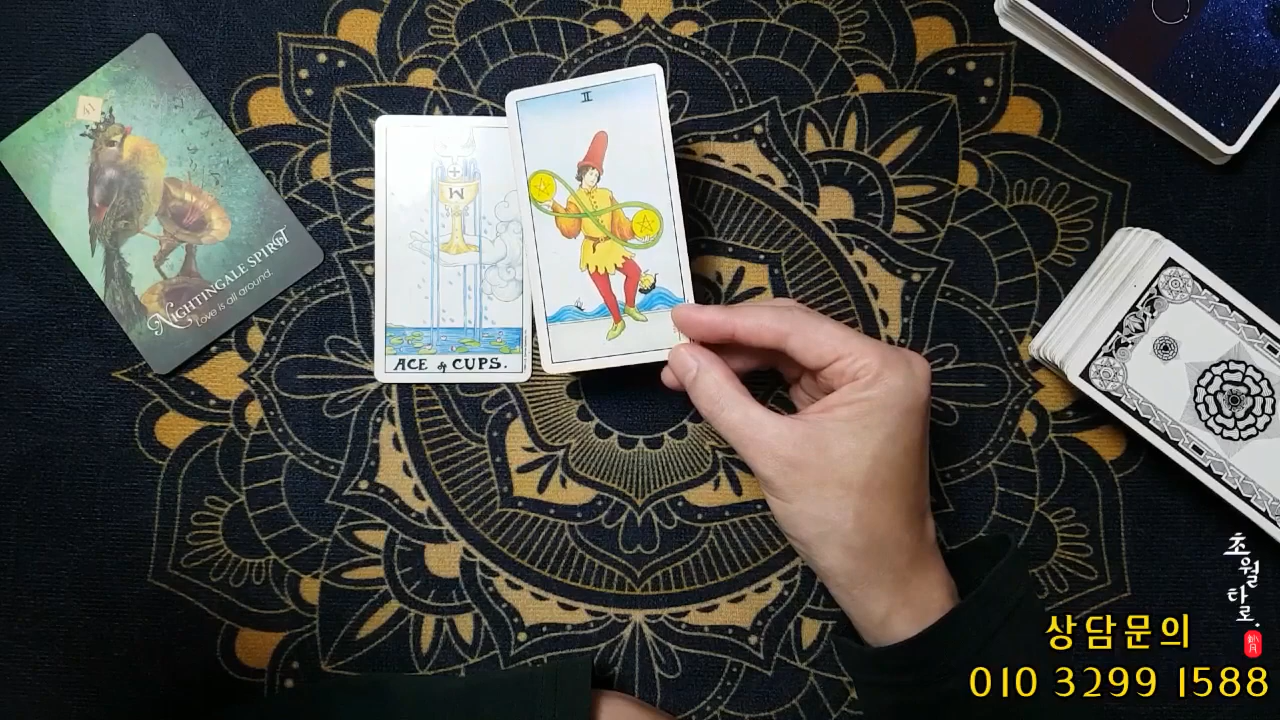 41
NIGHTINGALE SPIRIT
Love is all around.
ACE of CUPS.
II
초월타로.
상담문의
010 3299 1588